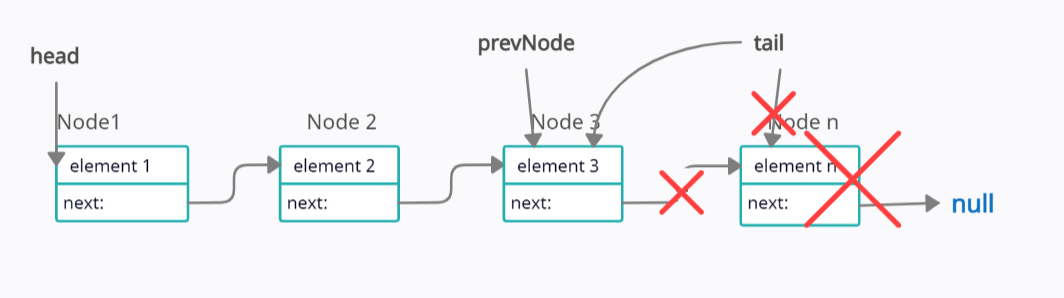 head
prevNode
tail
Node1
Node 2
Node 3
Node n
element 1
element 2
element 3
element n
next:
next:
next:
next:
null